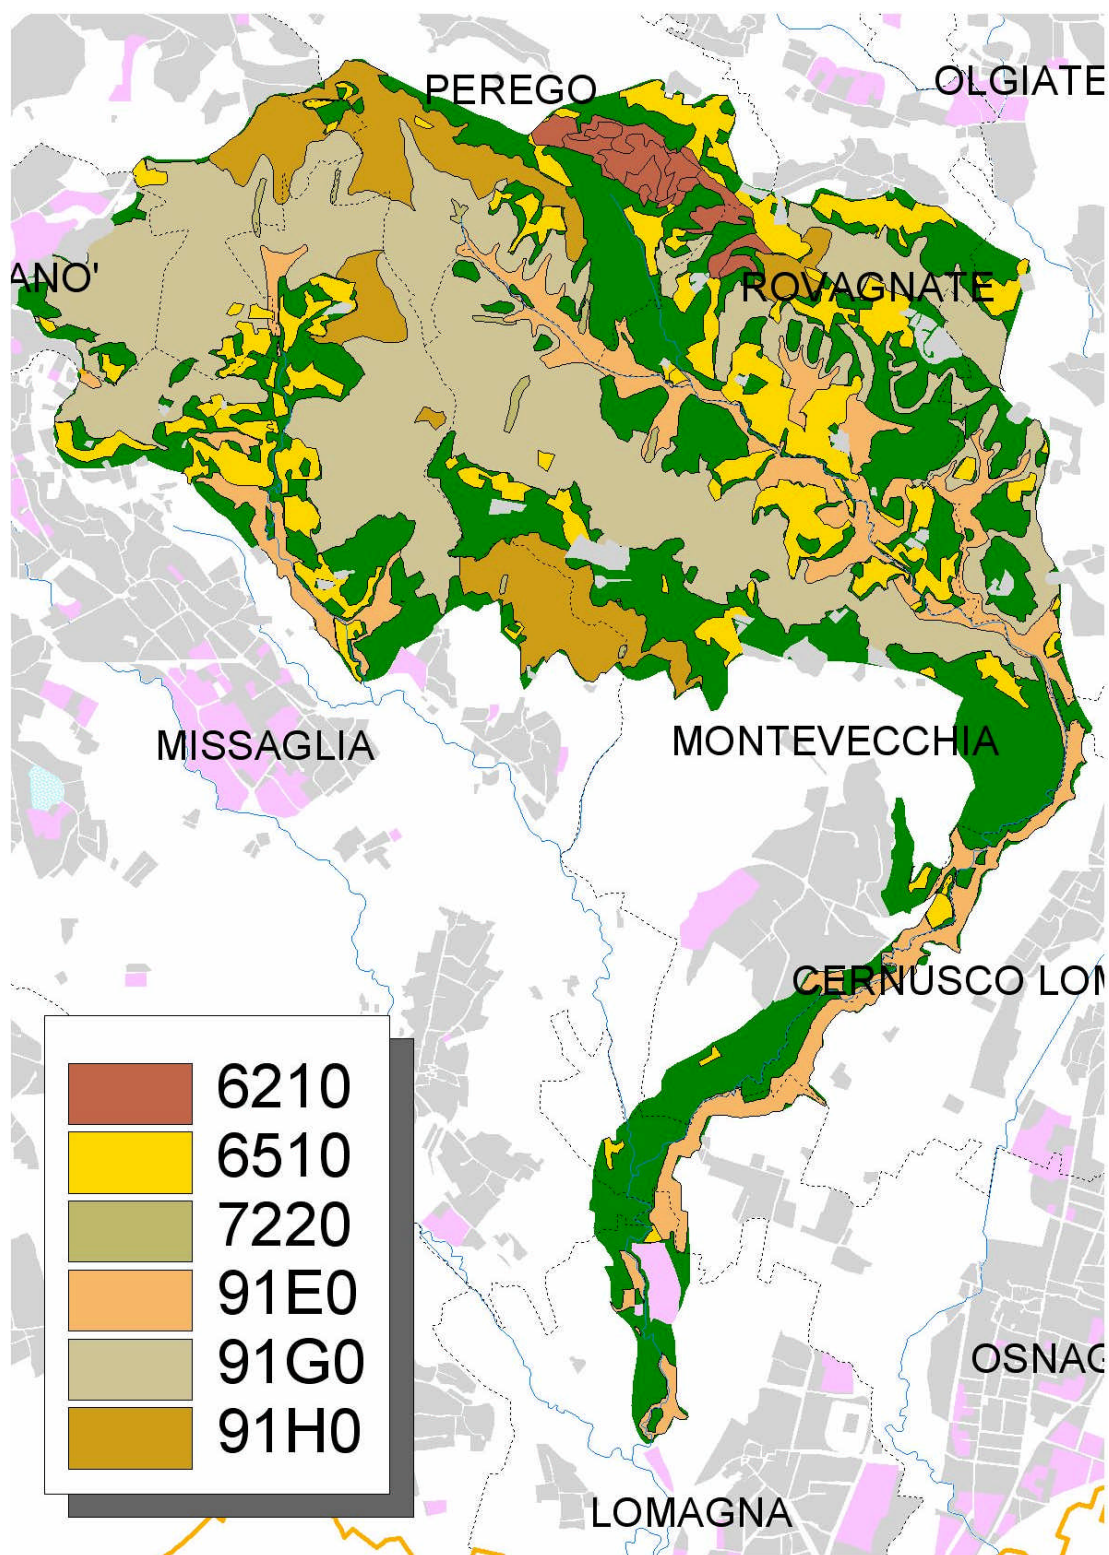 PEREGO
OLGIATE
ANO'
ROVAGNATE
MISSAGLIA
MONTEVECCHIA
CERNUSCO LOM
6210
6510
7220
91E0
91G0
91H0
OSNAG
LOMAGNA